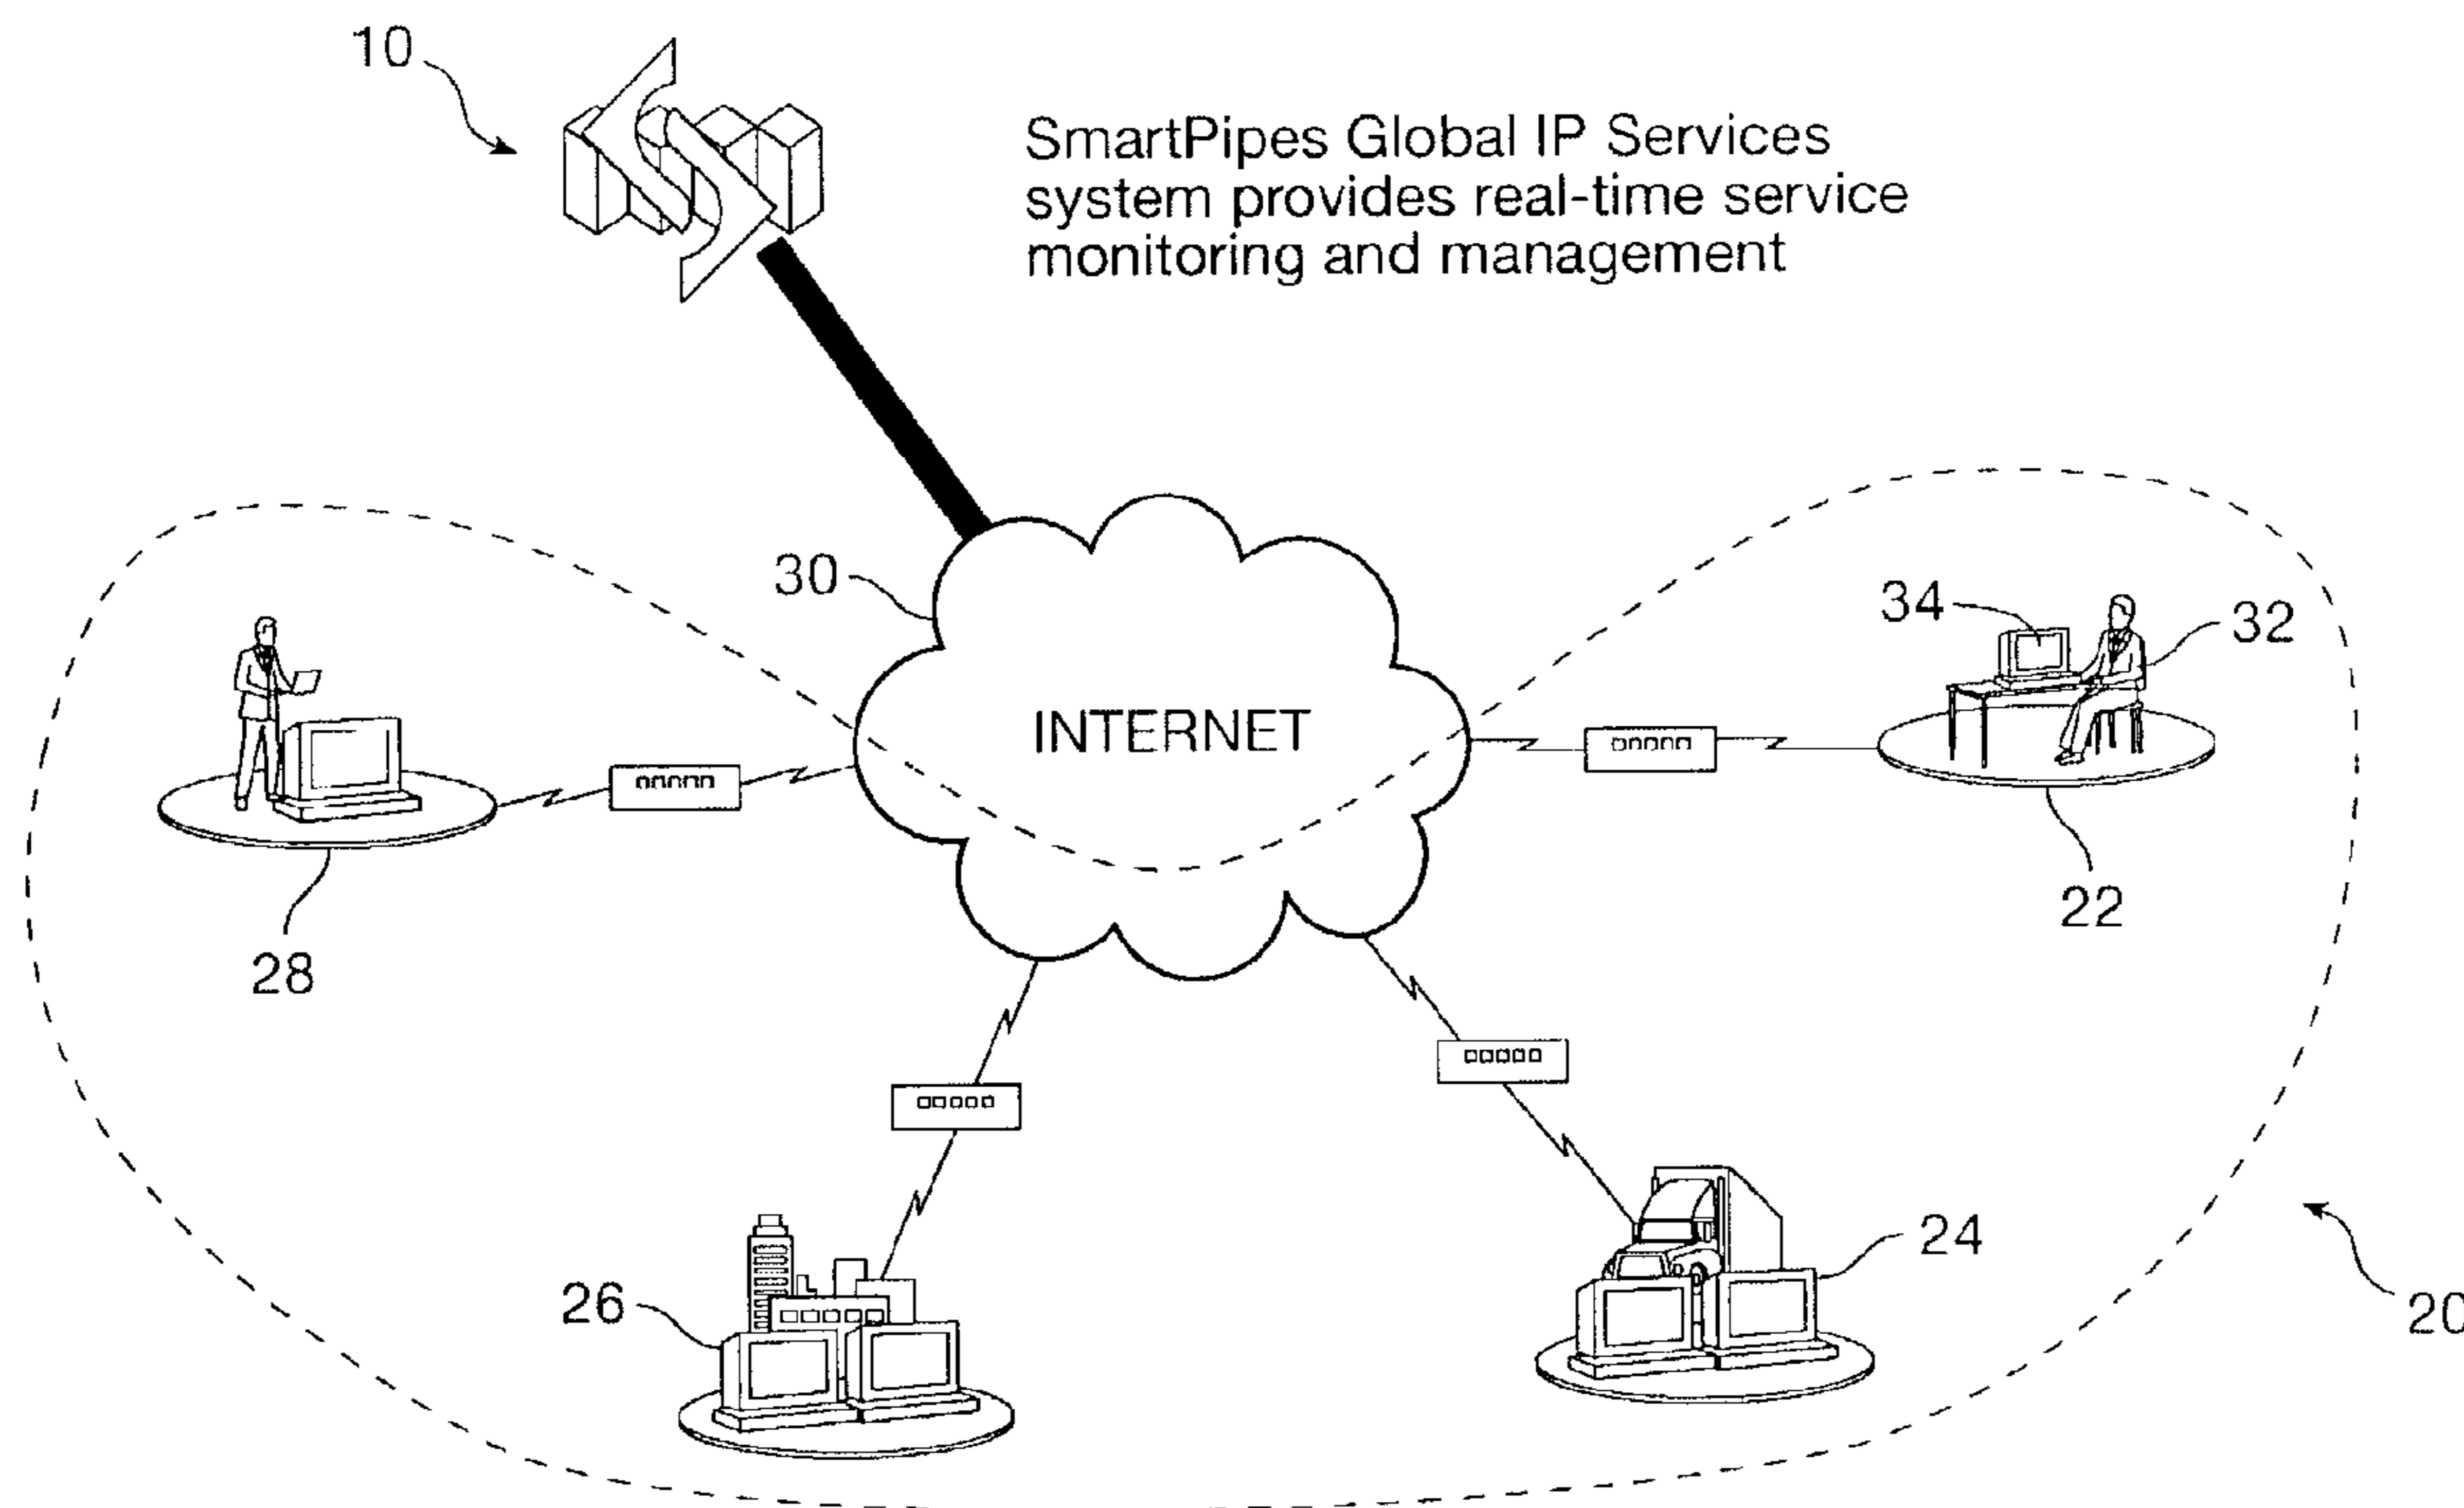 10
SmartPipes Global IP Services
system provides real-time service
monitoring and management
30
34
32
INTERNET
22
28
24
26
20